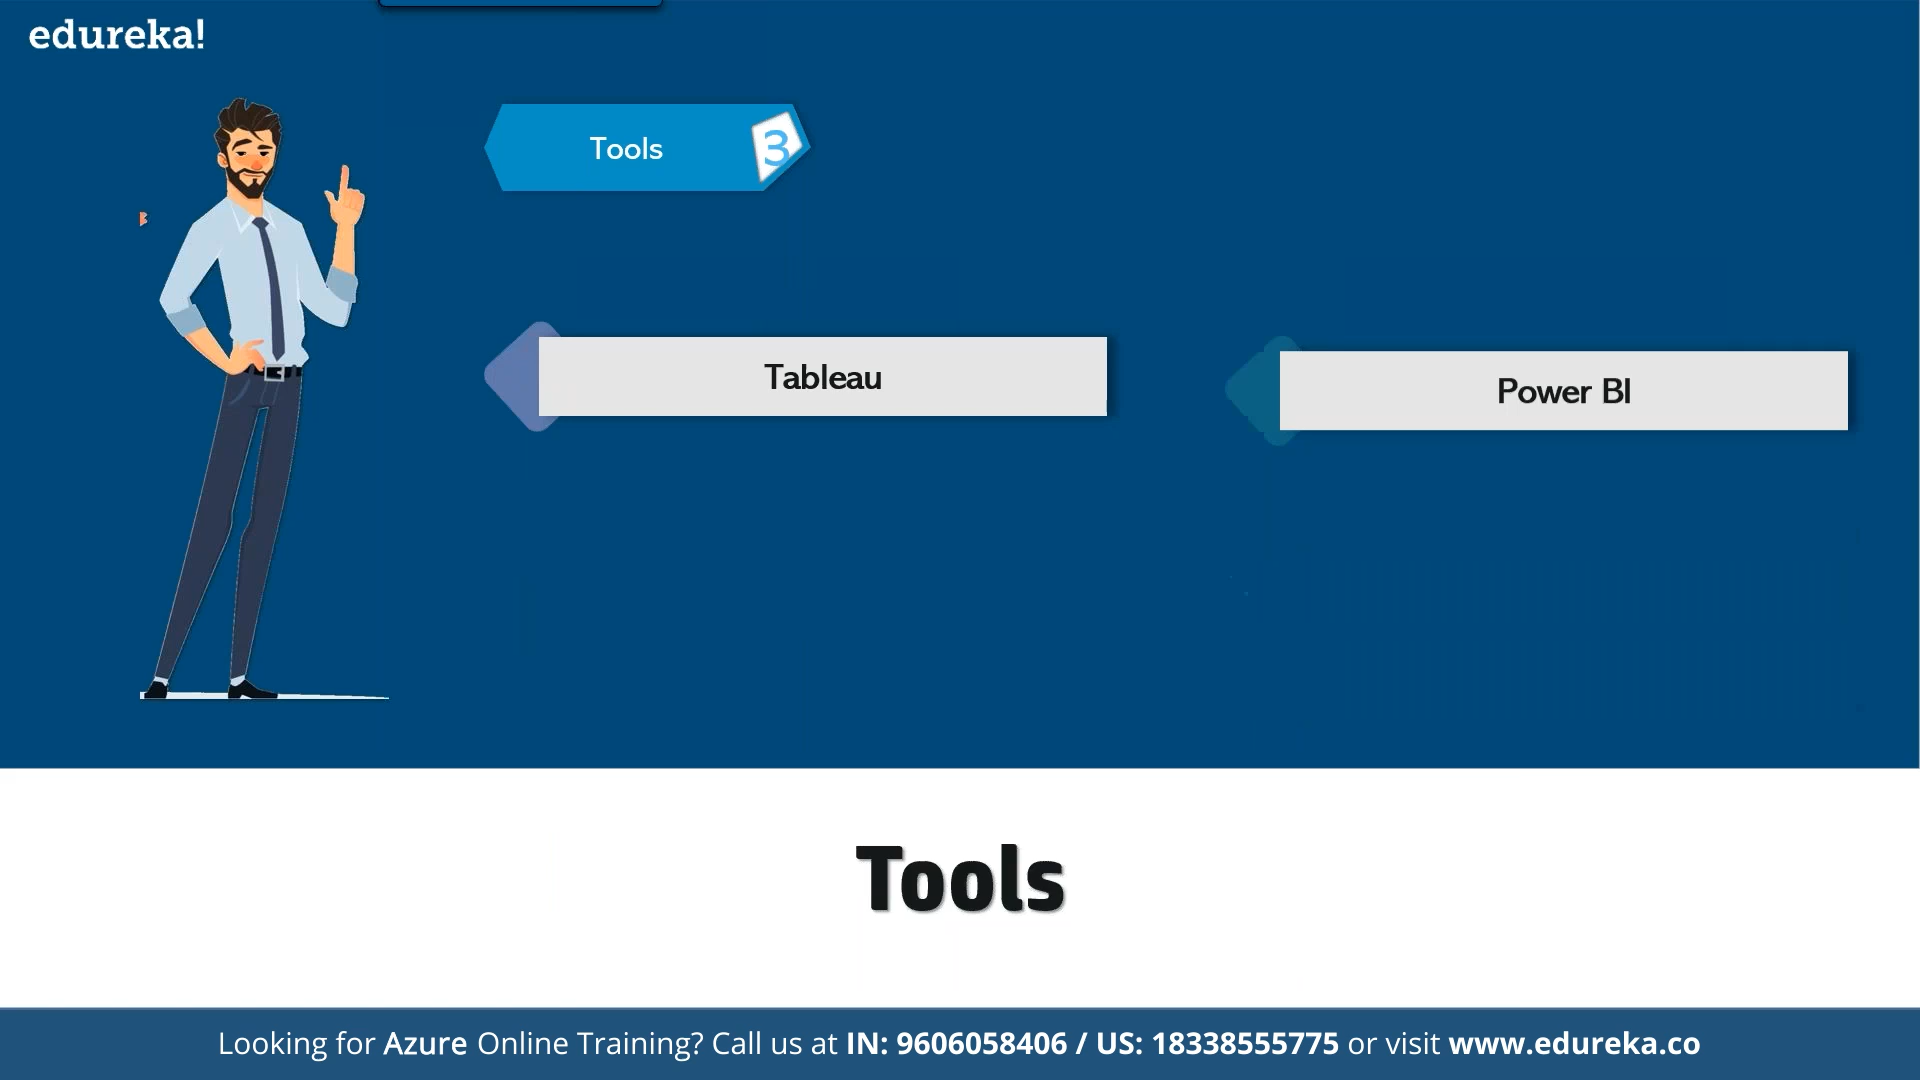 edureka!
Tools 3
Tableau
Power BI
Tools
Looking for Azure Online Training? Call us at IN: 9606058406 / US: 18338555775 or visit www.edureka.co